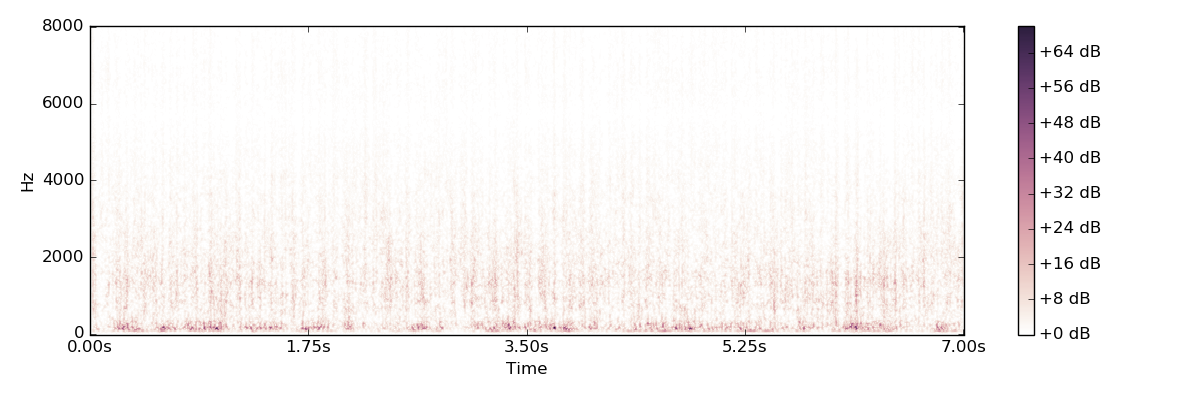 8000
6000
4000
2000
0
Hz
0.00s 1.75s 3.50s 5.25s 7.00s
Time
+64 dB
+56 dB
+48 dB
+40 dB
+32 dB
+24 dB
+16 dB
+8 dB
+0 dB